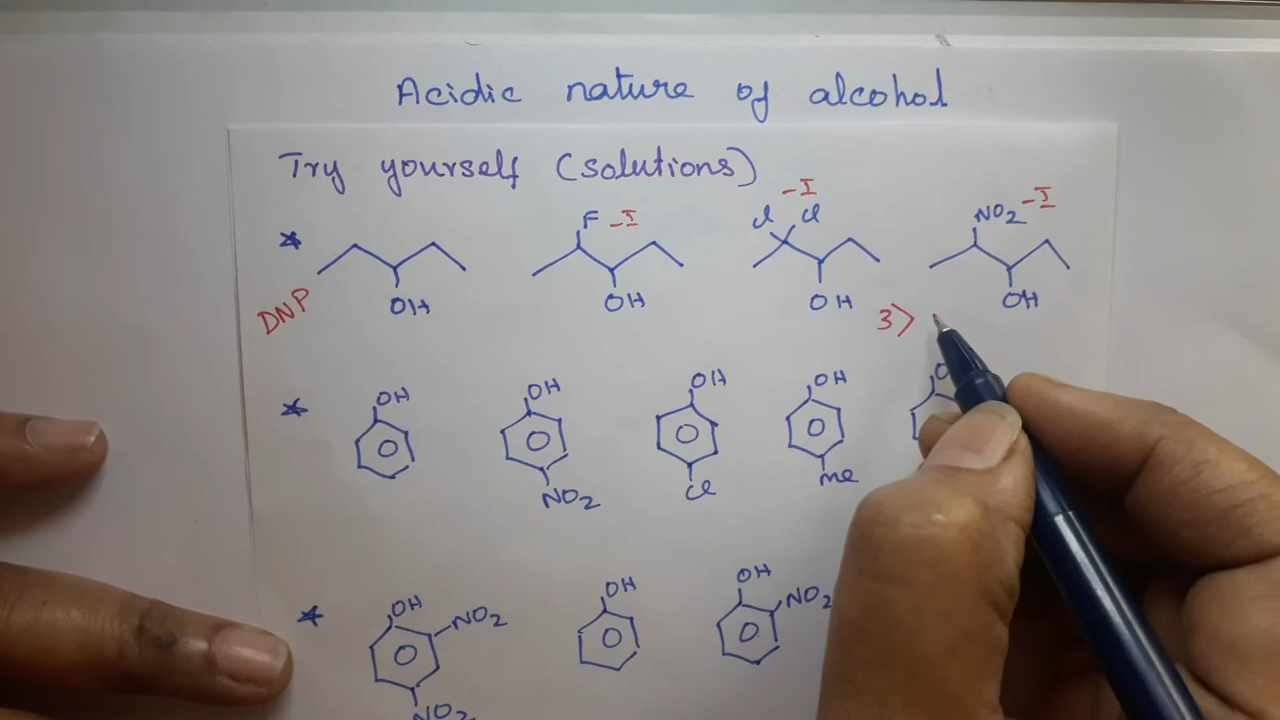 Acidic nature of alcohol
Try yourself (solutions)
* F -I Cl Cl -I NO2 -I
DNP OH OH OH OH
3>
* OH OH OH OH
NO2 Cl me
* OH NO2 OH OH NO2
NO2